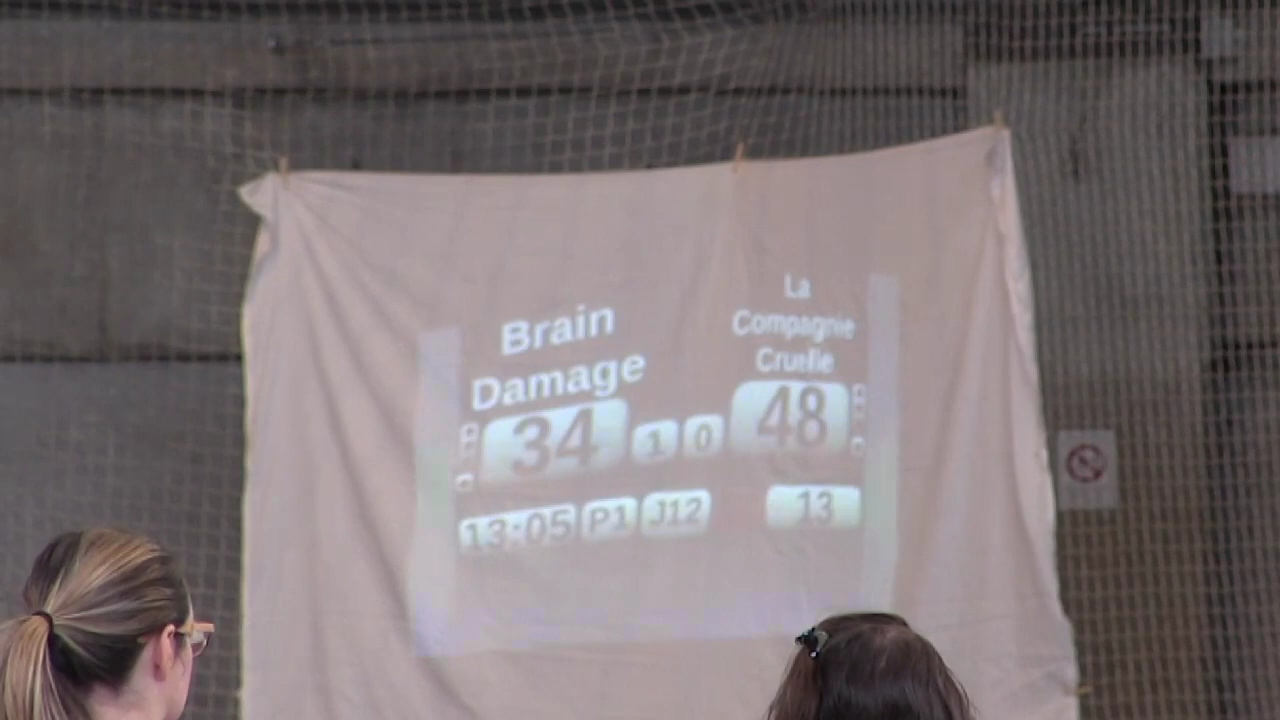 Brain
Damage
La
Compagnie
Cruelle
34
1 0
48
13:05 P1 J12
13